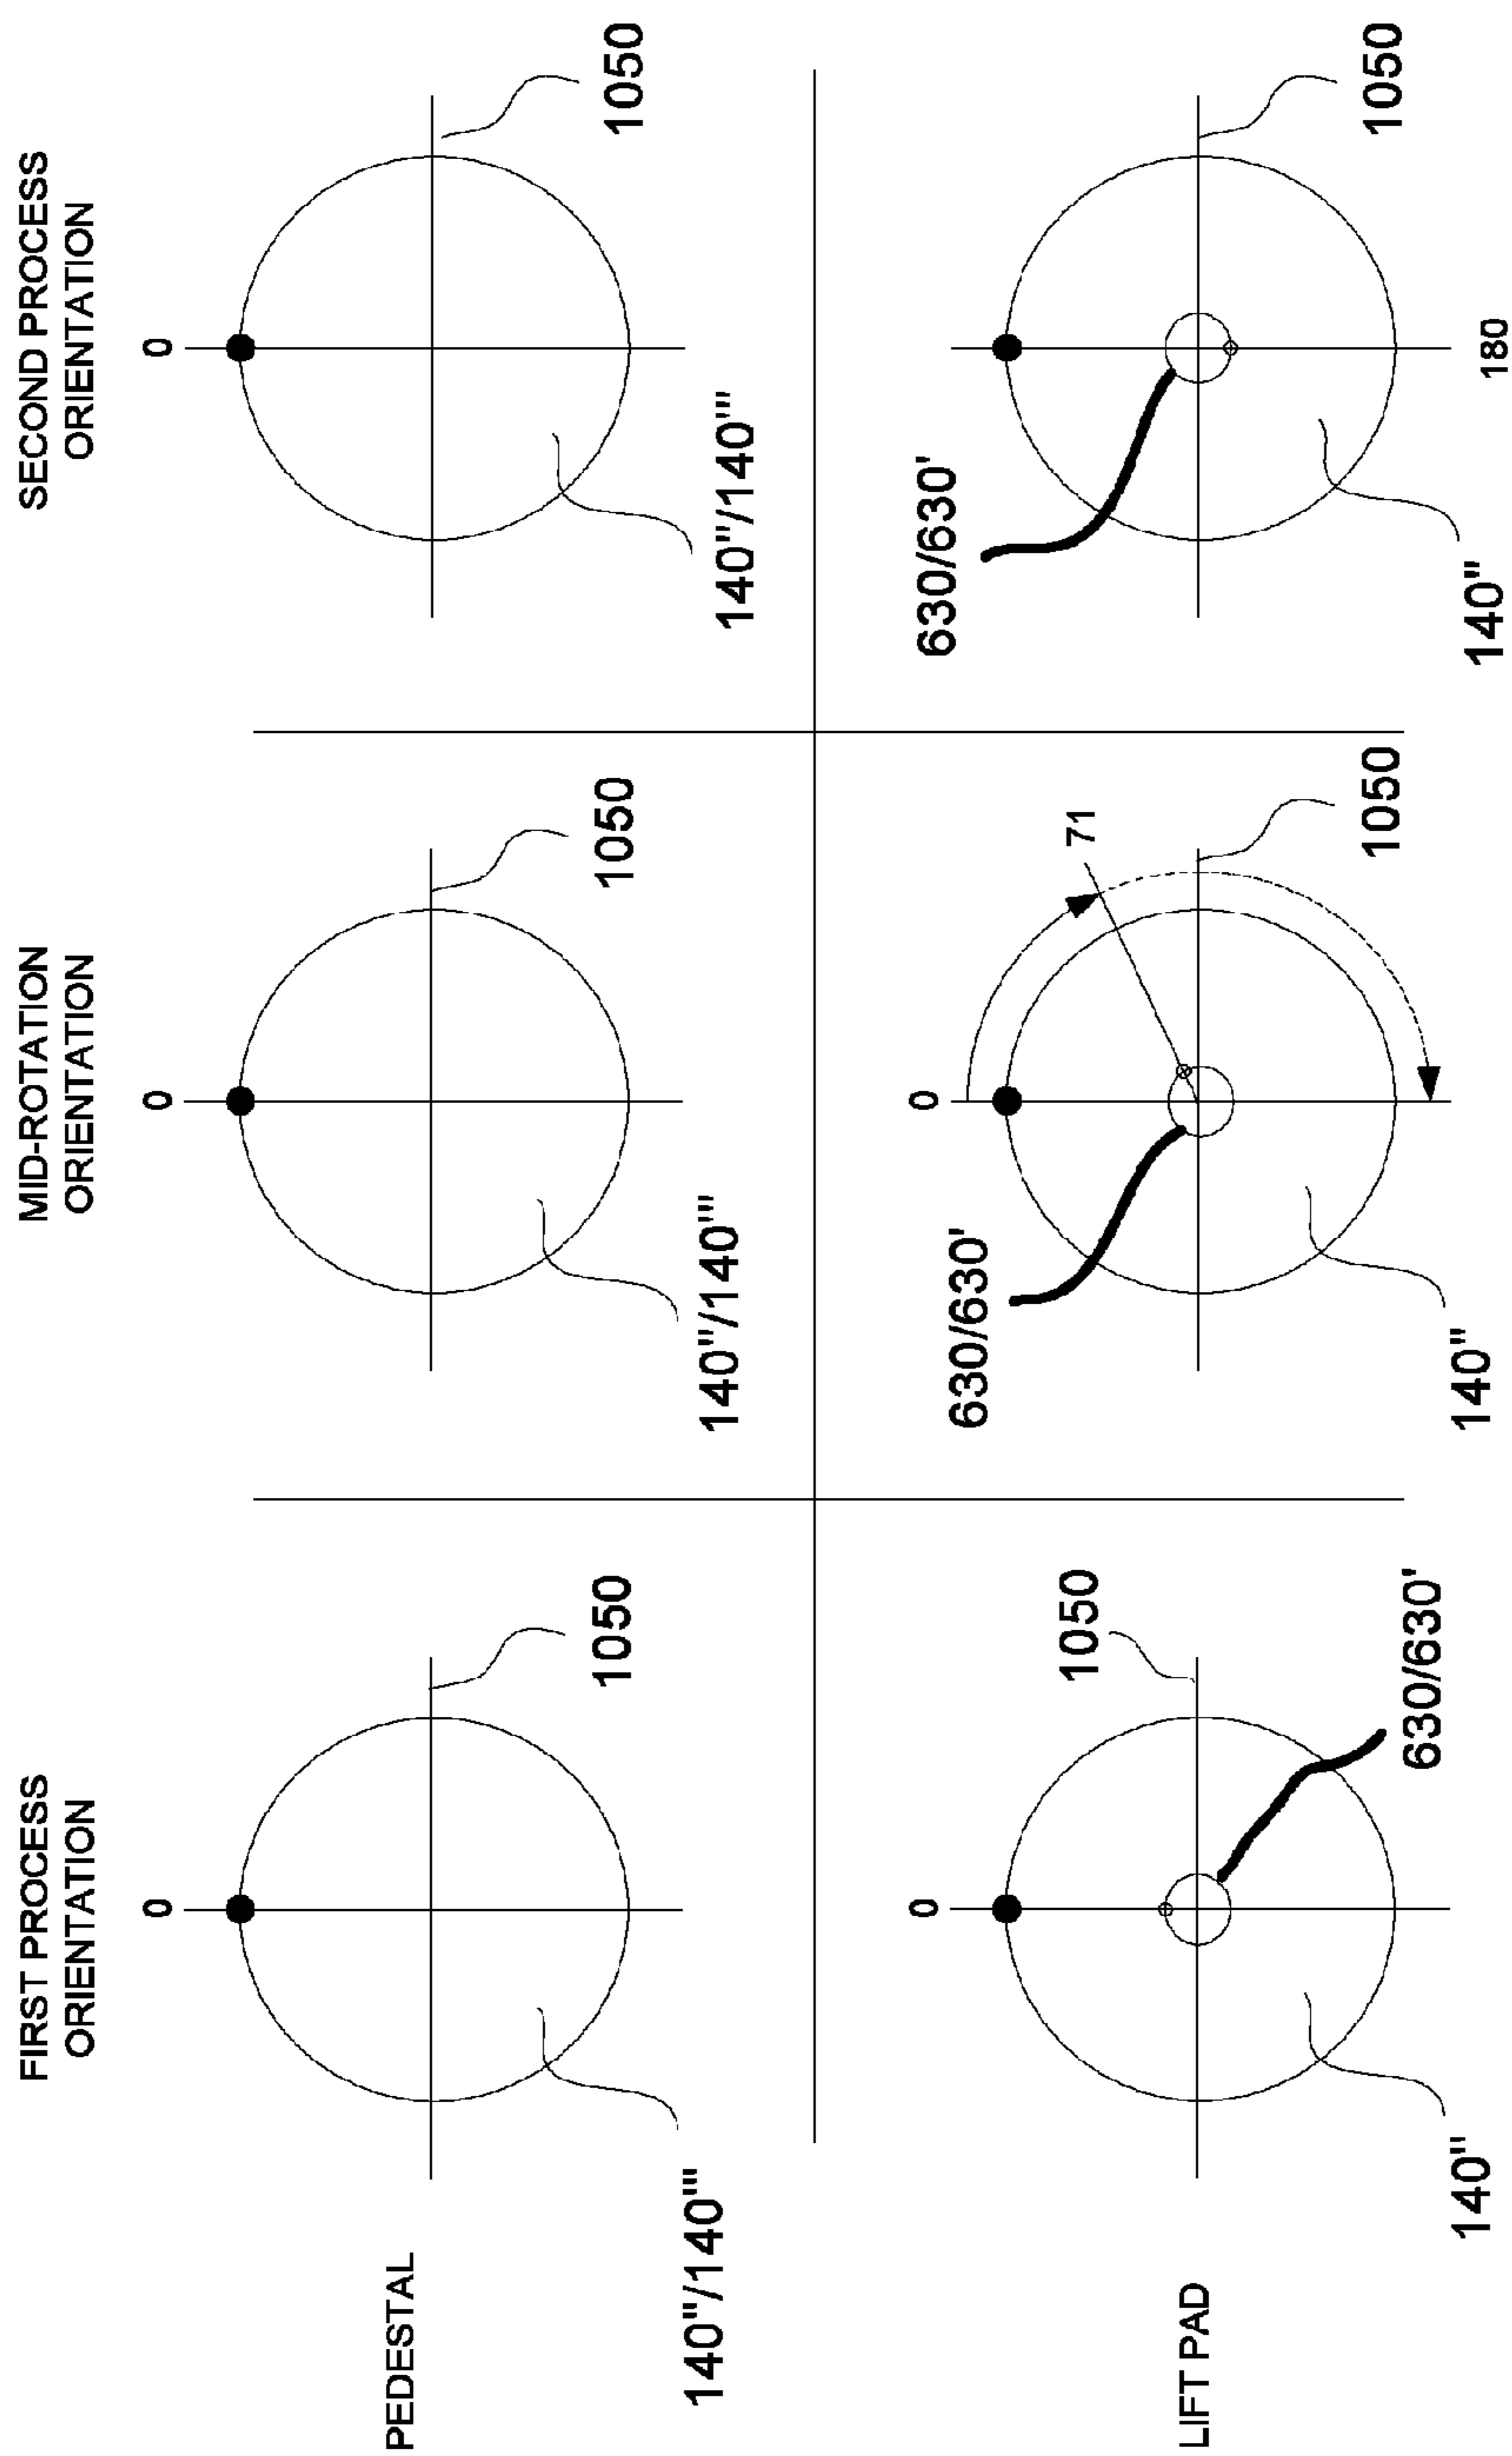 FIRST PROCESS
ORIENTATION
MID-ROTATION
ORIENTATION
SECOND PROCESS
ORIENTATION
PEDESTAL
0
1050
140"/140"'
0
1050
140"/140"'
0
1050
140"/140"'
LIFT PAD
0
1050
630/630'
140"
0
630/630'
71
1050
140"
630/630'
1050
140"
180